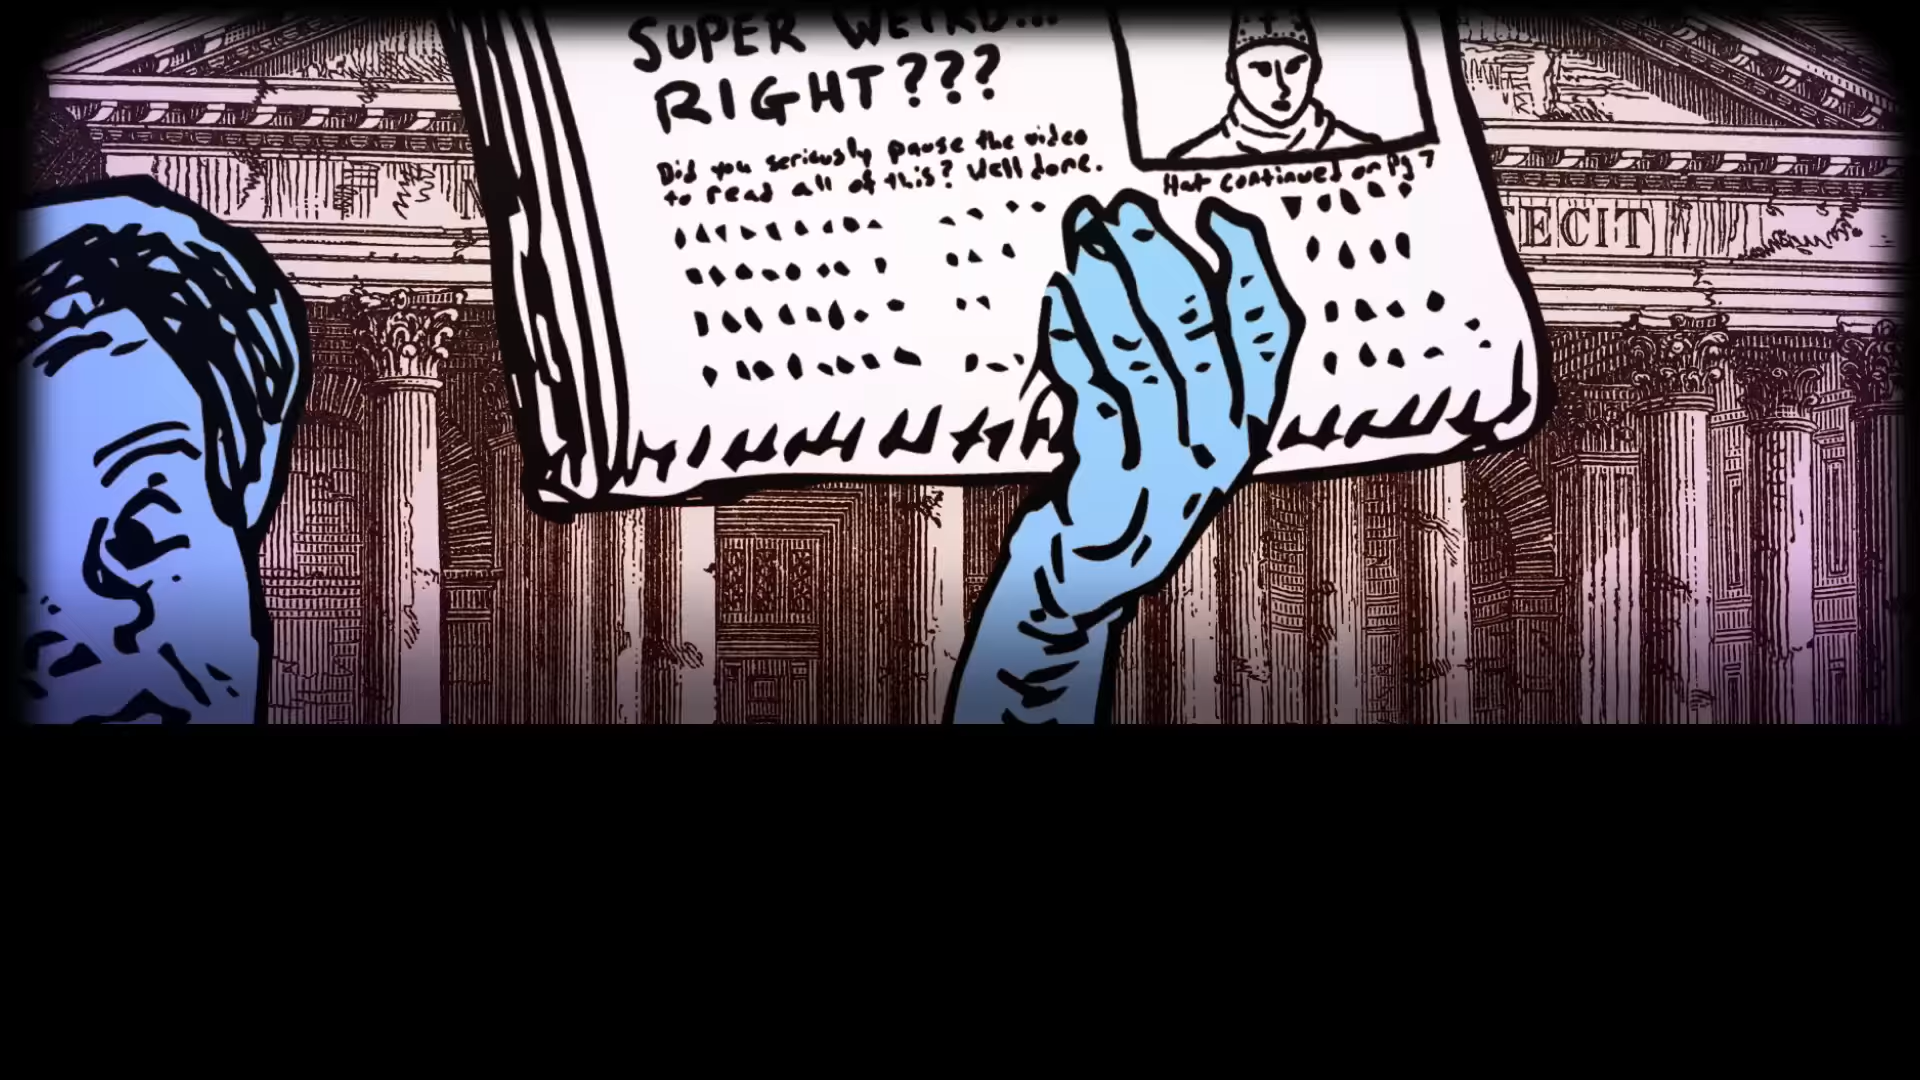 SUPER WEIRD...
RIGHT???
Did you seriously pause the video
to read all of this? Well done.
Hat continued on Pg 7
ECIT